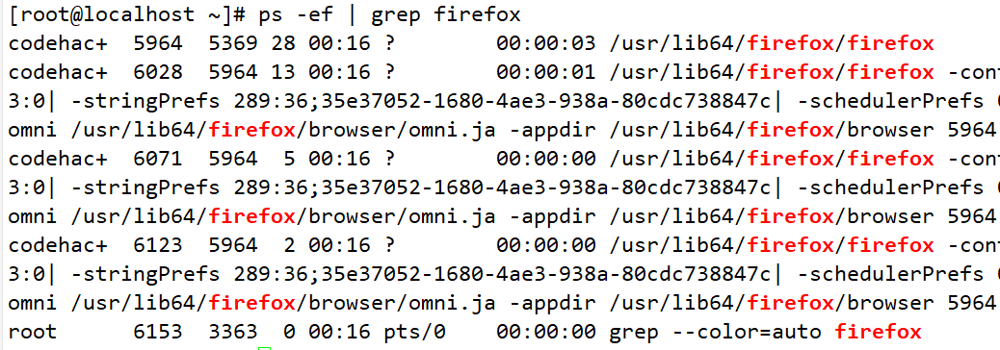 [root@localhost ~]# ps -ef | grep firefox
codehac+  5964  5369 28 00:16 ?        00:00:03 /usr/lib64/firefox/firefox
codehac+  6028  5964 13 00:16 ?        00:00:01 /usr/lib64/firefox/firefox -con
3:0| -stringPrefs 289:36;35e37052-1680-4ae3-938a-80cdc738847c| -schedulerPrefs
omni /usr/lib64/firefox/browser/omni.ja -appdir /usr/lib64/firefox/browser 5964
codehac+  6071  5964  5 00:16 ?        00:00:00 /usr/lib64/firefox/firefox -con
3:0| -stringPrefs 289:36;35e37052-1680-4ae3-938a-80cdc738847c| -schedulerPrefs
omni /usr/lib64/firefox/browser/omni.ja -appdir /usr/lib64/firefox/browser 5964
codehac+  6123  5964  2 00:16 ?        00:00:00 /usr/lib64/firefox/firefox -con
3:0| -stringPrefs 289:36;35e37052-1680-4ae3-938a-80cdc738847c| -schedulerPrefs
omni /usr/lib64/firefox/browser/omni.ja -appdir /usr/lib64/firefox/browser 5964
root      6153  3363  0 00:16 pts/0    00:00:00 grep --color=auto firefox